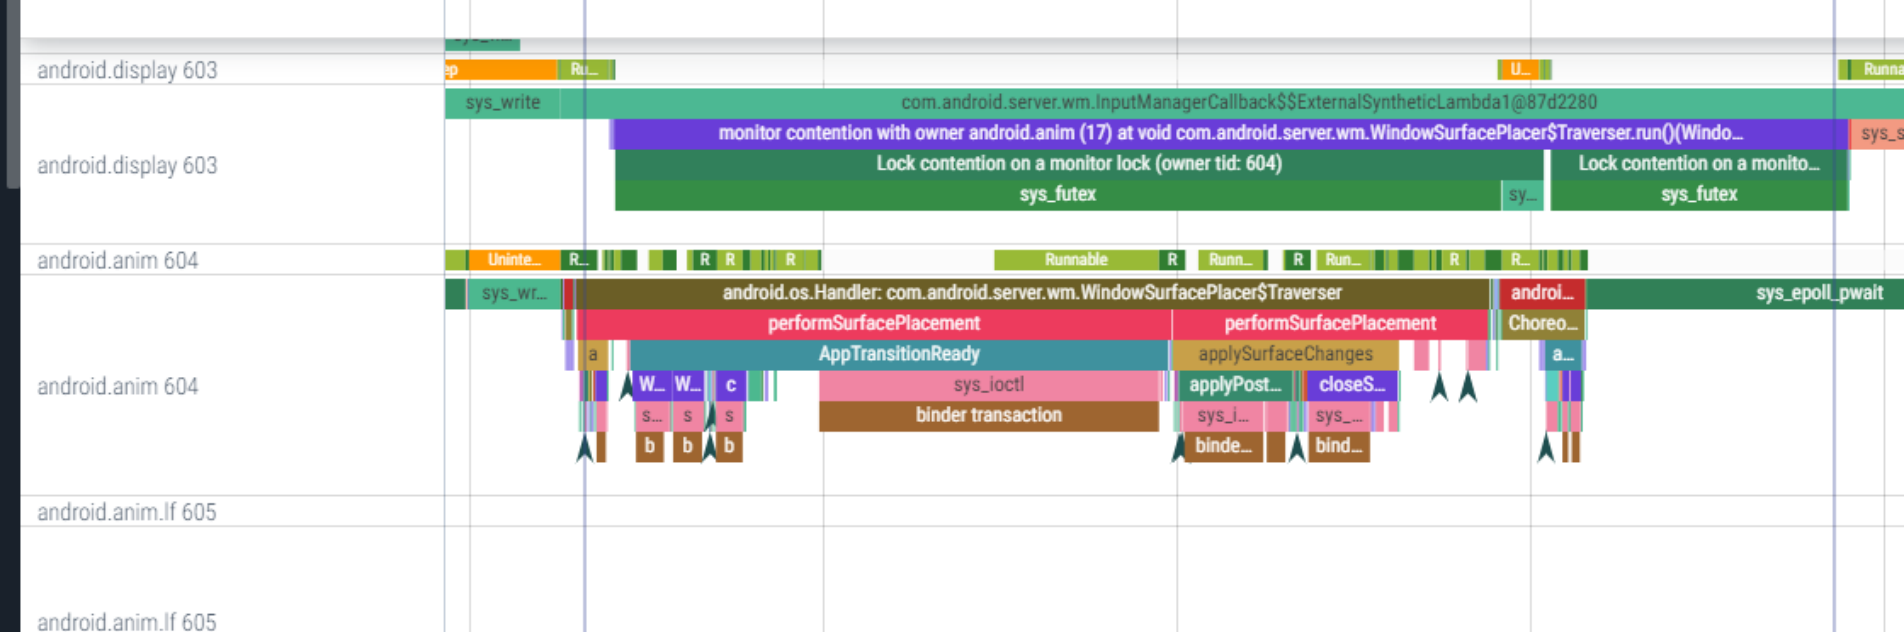 android.display 603
ep
Ru...
U...
Runna
sys_write
com.android.server.wm.InputManagerCallback$$ExternalSyntheticLambda1@87d2280
android.display 603
monitor contention with owner android.anim (17) at void com.android.server.wm.WindowSurfacePlacer$Traverser.run()(Windo...
sys_s
Lock contention on a monitor lock (owner tid: 604)
Lock contention on a monito...
sys_futex
sy...
sys_futex
android.anim 604
Uninte...
R...
R
R
R
Runnable
R
Runn...
R
Run...
R
R...
sys_wr...
android.os.Handler: com.android.server.wm.WindowSurfacePlacer$Traverser
androi...
sys_epoll_pwait
performSurfacePlacement
performSurfacePlacement
Choreo...
android.anim 604
a
AppTransitionReady
applySurfaceChanges
a...
W...
W...
c
sys_ioctl
applyPost...
closeS...
s...
s
s
binder transaction
sys_i...
sys_...
b
b
b
binde...
bind...
android.anim.lf 605
android.anim.lf 605